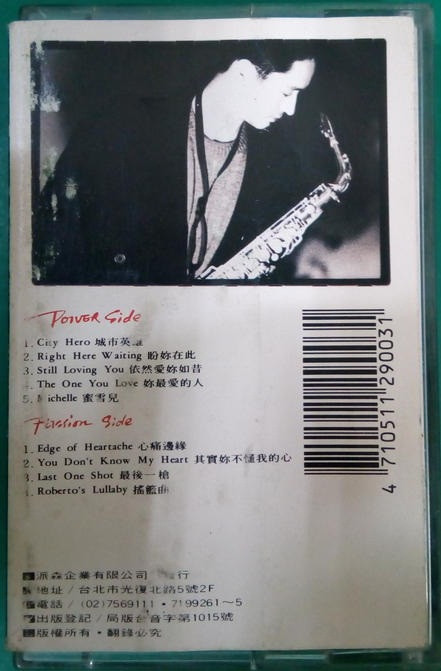 Power Side
1. City Hero 城市英雄
2. Right Here Waiting 盼妳在此
3. Still Loving You 依然愛妳如昔
4. The One You Love 妳最愛的人
5. Michelle 蜜雪兒
Passion Side
1. Edge of Heartache 心痛邊緣
2. You Don't Know My Heart 其實妳不懂我的心
3. Last One Shot 最後一槍
4. Roberto's Lullaby 搖籃曲
4 710511 290031
派森企業有限公司 行
地址 / 台北市光復北路5號2F
電話 / (02)7569111・7199261~5
出版登記 / 局版台音字第1015號
版權所有・翻錄必究